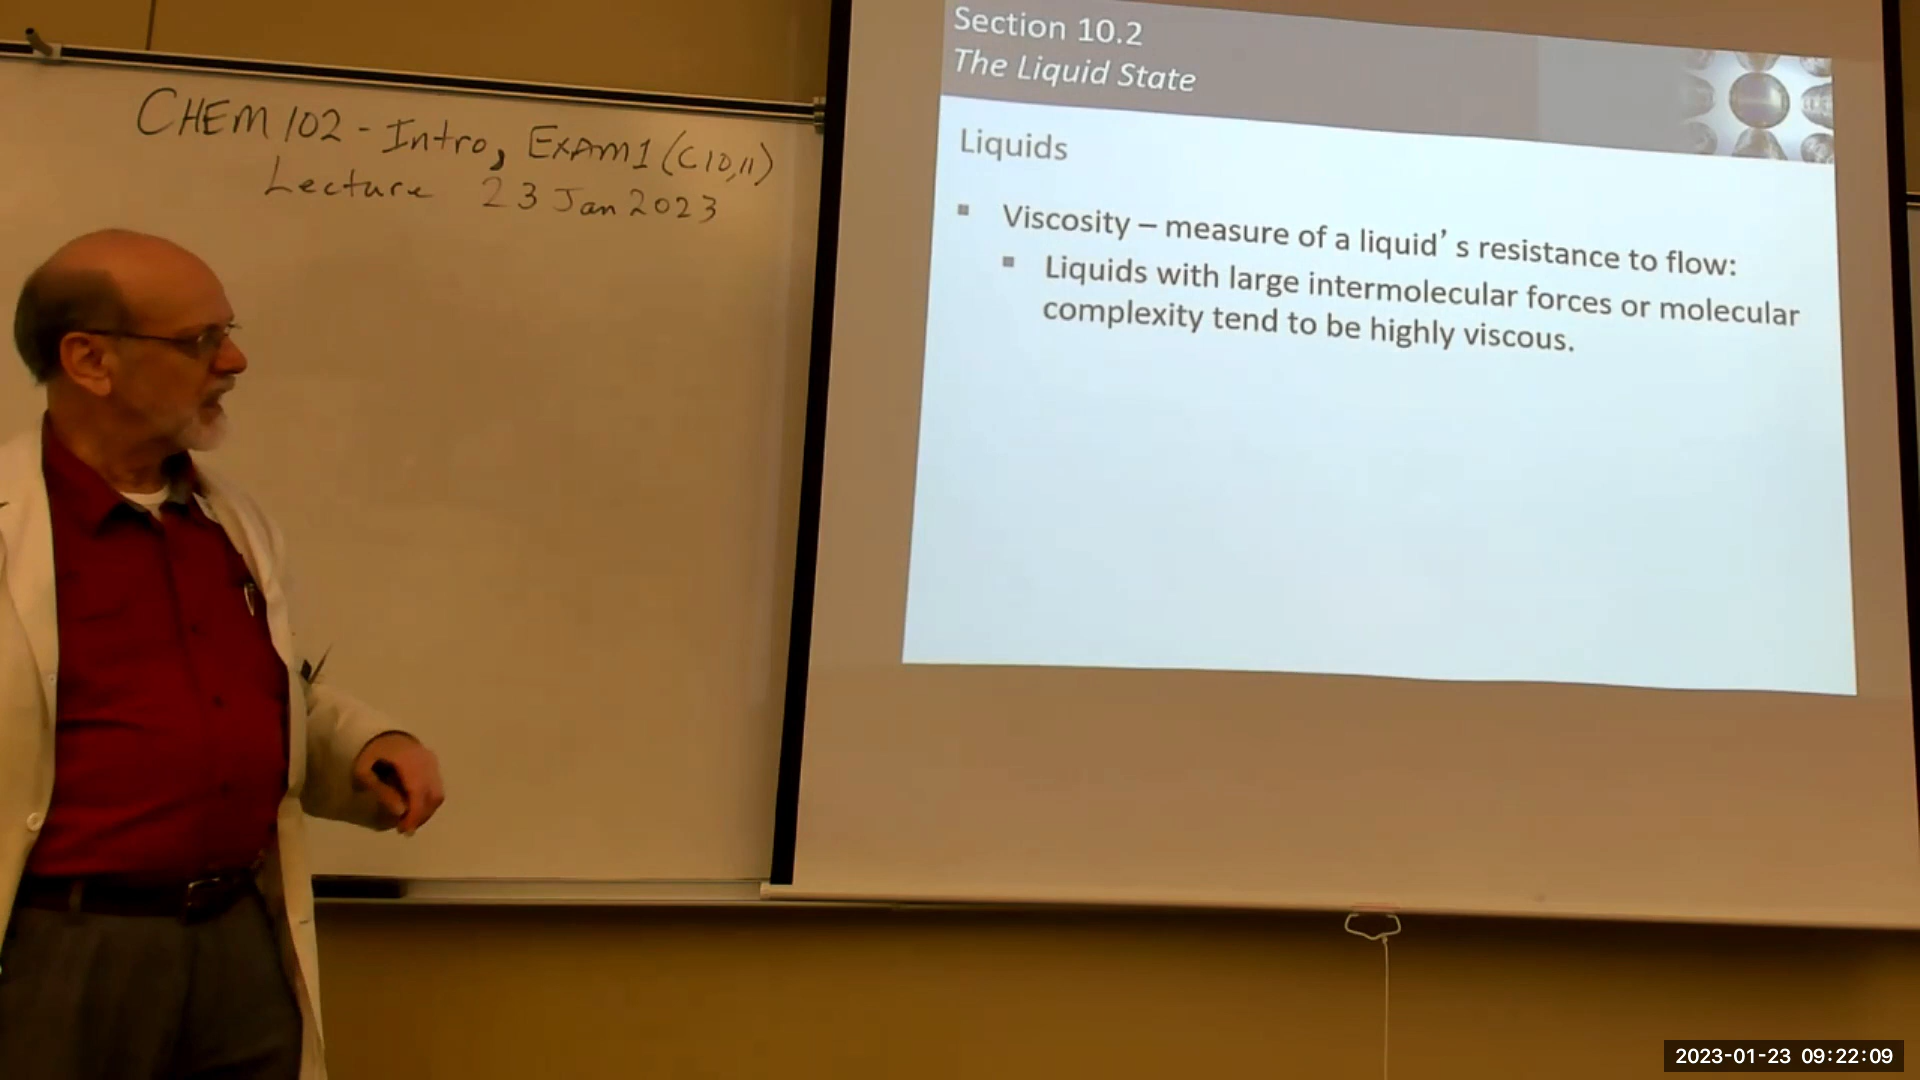 CHEM 102 - Intro, EXAM 1 (C10,11)
Lecture 23 Jan 2023
Section 10.2
The Liquid State
Liquids
▪ Viscosity – measure of a liquid’s resistance to flow:
▪ Liquids with large intermolecular forces or molecular
complexity tend to be highly viscous.
2023-01-23 09:22:09